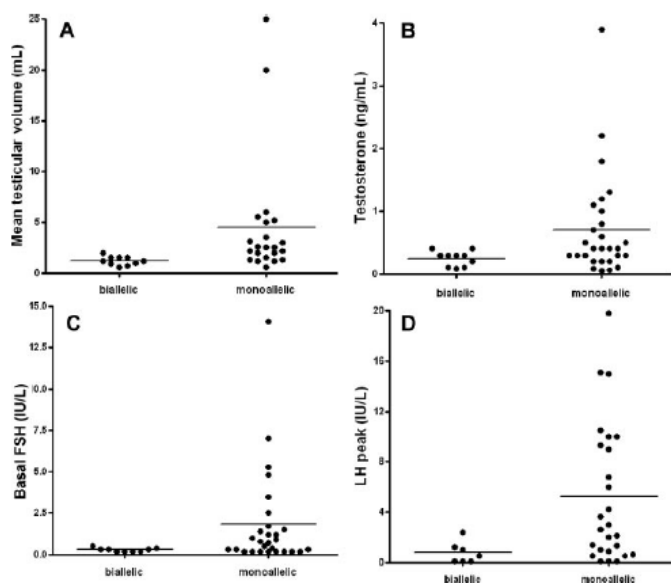 A
Mean testicular volume (mL)
25
20
15
10
5
0
biallelic
monoallelic
B
Testosterone (ng/mL)
4
3
2
1
0
biallelic
monoallelic
C
Basal FSH (IU/L)
15.0
12.5
10.0
7.5
5.0
2.5
0.0
biallelic
monoallelic
D
LH peak (IU/L)
20
16
12
8
4
0
biallelic
monoallelic